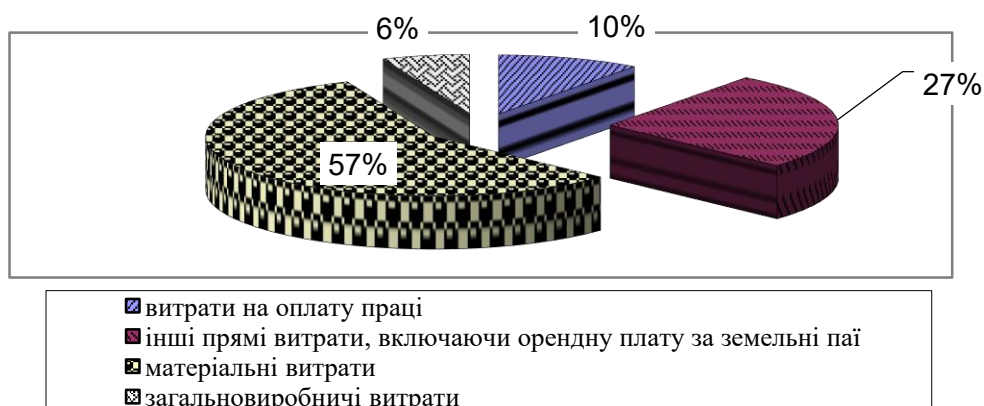 6%
10%
27%
57%
витрати на оплату праці
інші прямі витрати, включаючи орендну плату за земельні паї
матеріальні витрати
загальновиробничі витрати